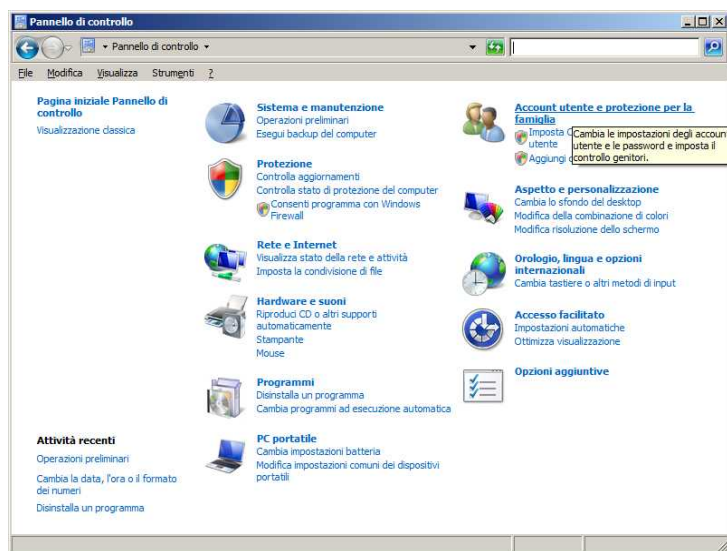 Pannello di controllo
Pannello di controllo
File Modifica Visualizza Strumenti ?
Pagina iniziale Pannello di
controllo
Visualizzazione classica
Sistema e manutenzione
Operazioni preliminari
Esegui backup del computer
Protezione
Controlla aggiornamenti
Controlla stato di protezione del computer
Consenti programma con Windows
Firewall
Rete e Internet
Visualizza stato della rete e attività
Imposta la condivisione di file
Hardware e suoni
Riproduci CD o altri supporti
automaticamente
Stampante
Mouse
Programmi
Disinstalla un programma
Cambia programmi ad esecuzione automatica
PC portatile
Cambia impostazioni batteria
Modifica impostazioni comuni dei dispositivi
portatili
Account utente e protezione per la
famiglia
Imposta
utente
Aggiungi
Cambia le impostazioni degli accoun
utente e le password e imposta il
controllo genitori.
Aspetto e personalizzazione
Cambia lo sfondo del desktop
Modifica della combinazione di colori
Modifica risoluzione dello schermo
Orologio, lingua e opzioni
internazionali
Cambia tastiere o altri metodi di input
Accesso facilitato
Impostazioni automatiche
Ottimizza visualizzazione
Opzioni aggiuntive
Attività recenti
Operazioni preliminari
Cambia la data, l'ora o il formato
dei numeri
Disinstalla un programma